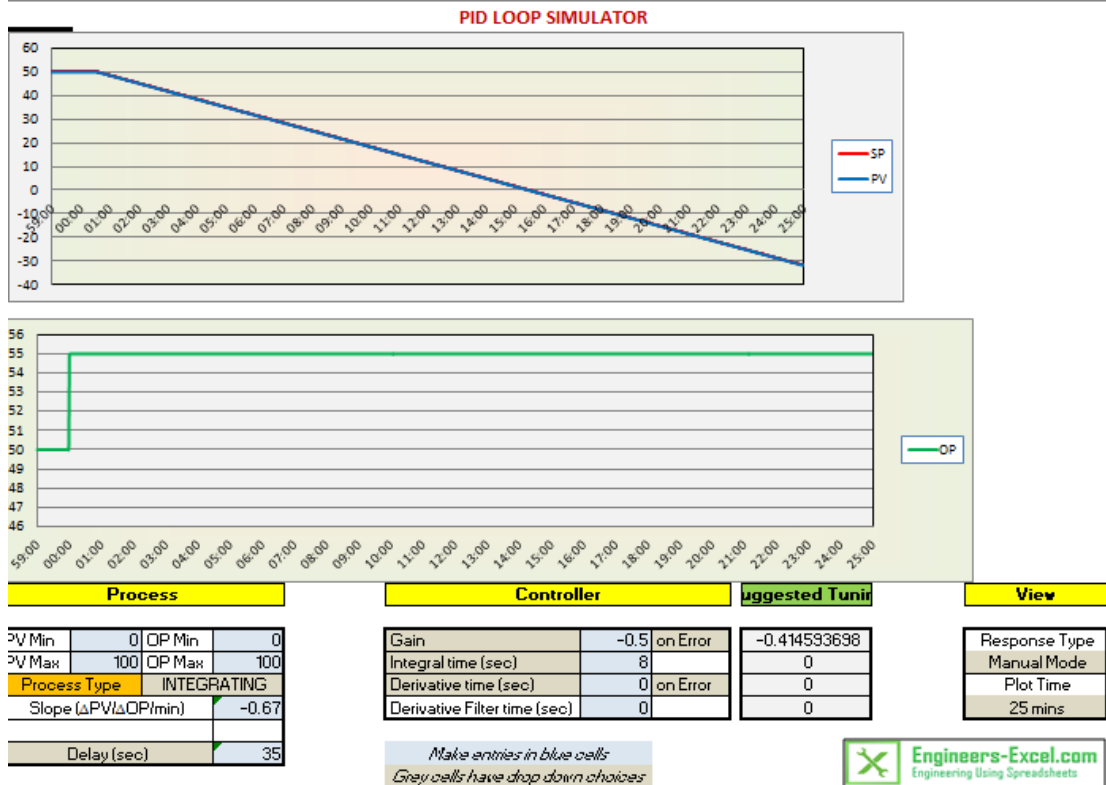 PID LOOP SIMULATOR
60
50
40
30
20
10
0
-10
-20
-30
-40
59:00 00:00 01:00 02:00 03:00 04:00 05:00 06:00 07:00 08:00 09:00 10:00 11:00 12:00 13:00 14:00 15:00 16:00 17:00 18:00 19:00 20:00 21:00 22:00 23:00 24:00 25:00
SP
PV
56
55
54
53
52
51
50
49
48
47
46
59:00 00:00 01:00 02:00 03:00 04:00 05:00 06:00 07:00 08:00 09:00 10:00 11:00 12:00 13:00 14:00 15:00 16:00 17:00 18:00 19:00 20:00 21:00 22:00 23:00 24:00 25:00
OP
Process
PV Min 0 OP Min 0
PV Max 100 OP Max 100
Process Type INTEGRATING
Slope (ΔPV/ΔOP/min) -0.67
Delay (sec) 35
Controller
Gain -0.5 on Error
Integral time (sec) 8
Derivative time (sec) 0 on Error
Derivative Filter time (sec) 0
Make entries in blue cells
Grey cells have drop down choices
uggested Tunin
-0.414593698
0
0
0
View
Response Type
Manual Mode
Plot Time
25 mins
Engineers-Excel.com
Engineering Using Spreadsheets